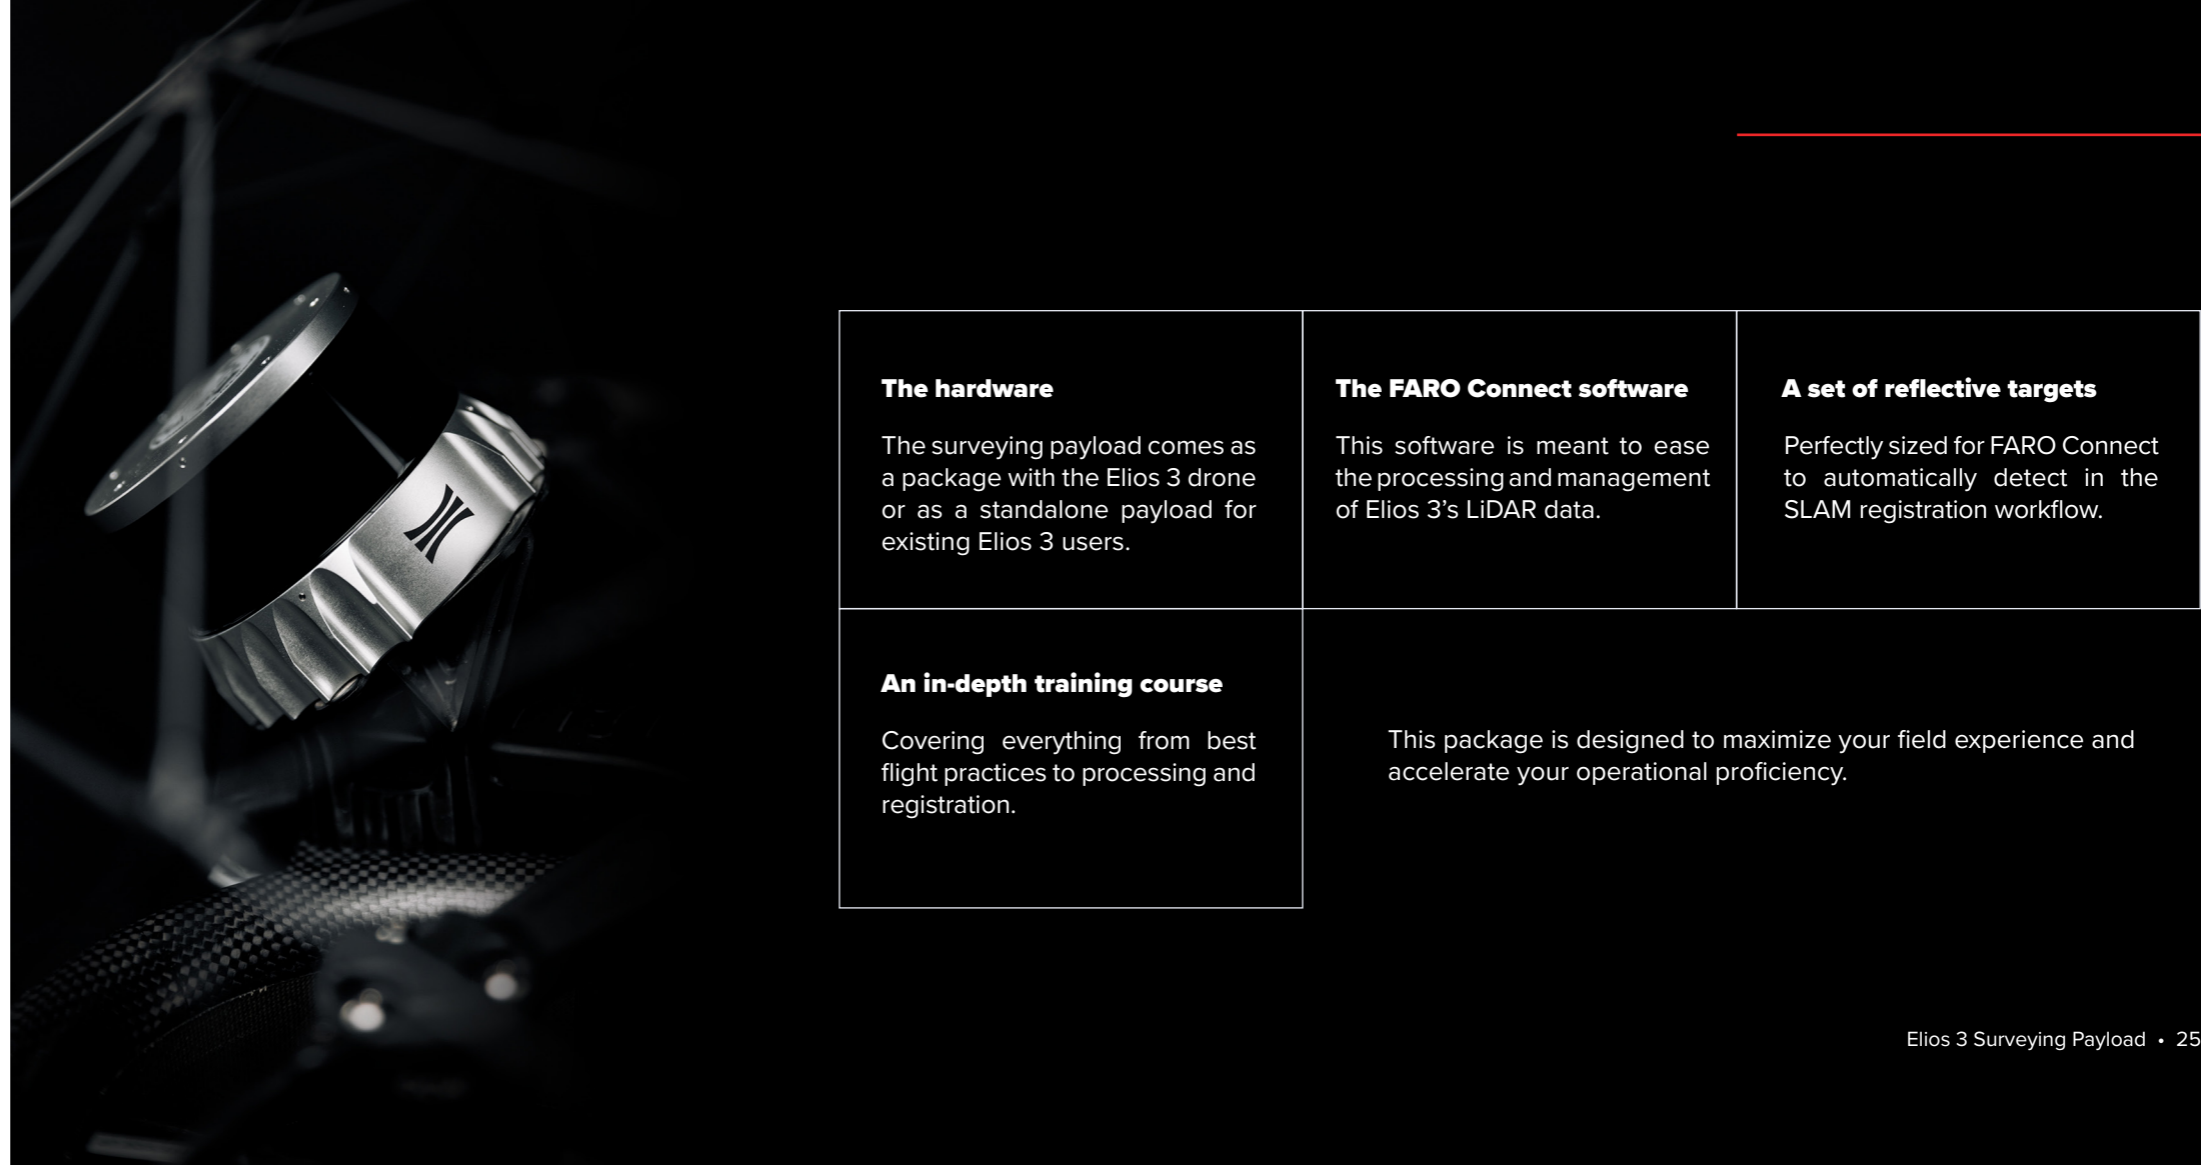 The hardware
The surveying payload comes as
a package with the Elios 3 drone
or as a standalone payload for
existing Elios 3 users.
The FARO Connect software
This software is meant to ease
the processing and management
of Elios 3’s LiDAR data.
A set of reflective targets
Perfectly sized for FARO Connect
to automatically detect in the
SLAM registration workflow.
An in-depth training course
Covering everything from best
flight practices to processing and
registration.
This package is designed to maximize your field experience and
accelerate your operational proficiency.
Elios 3 Surveying Payload • 25